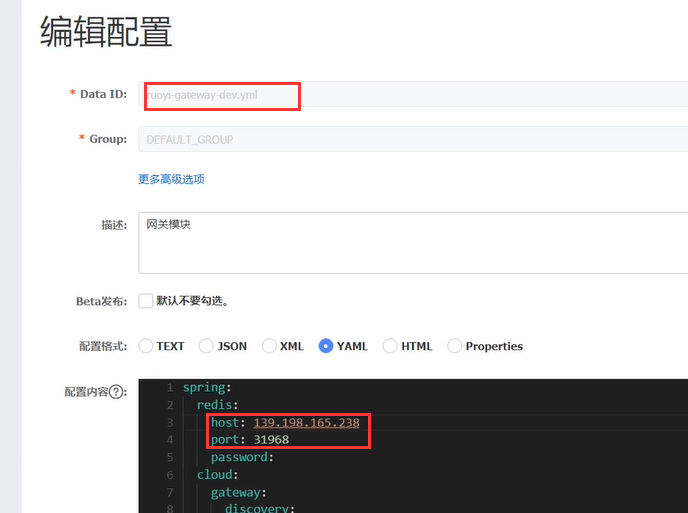 编辑配置
* Data ID: ruoyi-gateway-dev.yml
* Group: DEFAULT_GROUP
更多高级选项
描述: 网关模块
Beta发布: 默认不要勾选。
配置格式: TEXT JSON XML YAML HTML Properties
配置内容?: 1 spring:
2 redis:
3 host: 139.198.165.238
4 port: 31968
5 password:
6 cloud:
7 gateway:
8 discovery: